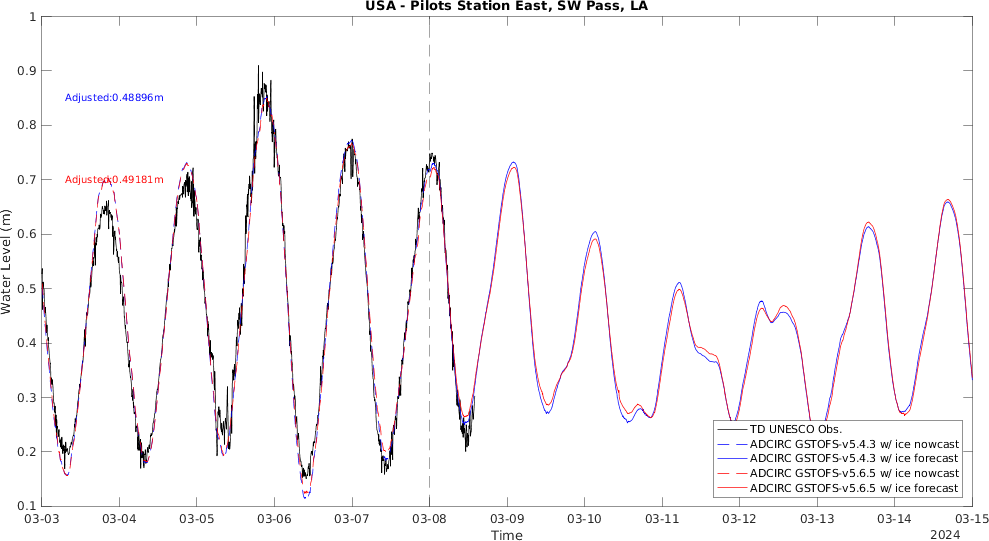 USA - Pilots Station East, SW Pass, LA
1
0.9
0.8
0.7
0.6
0.5
0.4
0.3
0.2
0.1
Water Level (m)
Adjusted:0.48896m
Adjusted:0.49181m
TD UNESCO Obs.
ADCIRC GSTOFS-v5.4.3 w/ ice nowcast
ADCIRC GSTOFS-v5.4.3 w/ ice forecast
ADCIRC GSTOFS-v5.6.5 w/ ice nowcast
ADCIRC GSTOFS-v5.6.5 w/ ice forecast
03-03 03-04 03-05 03-06 03-07 03-08 03-09 03-10 03-11 03-12 03-13 03-14 03-15
Time
2024